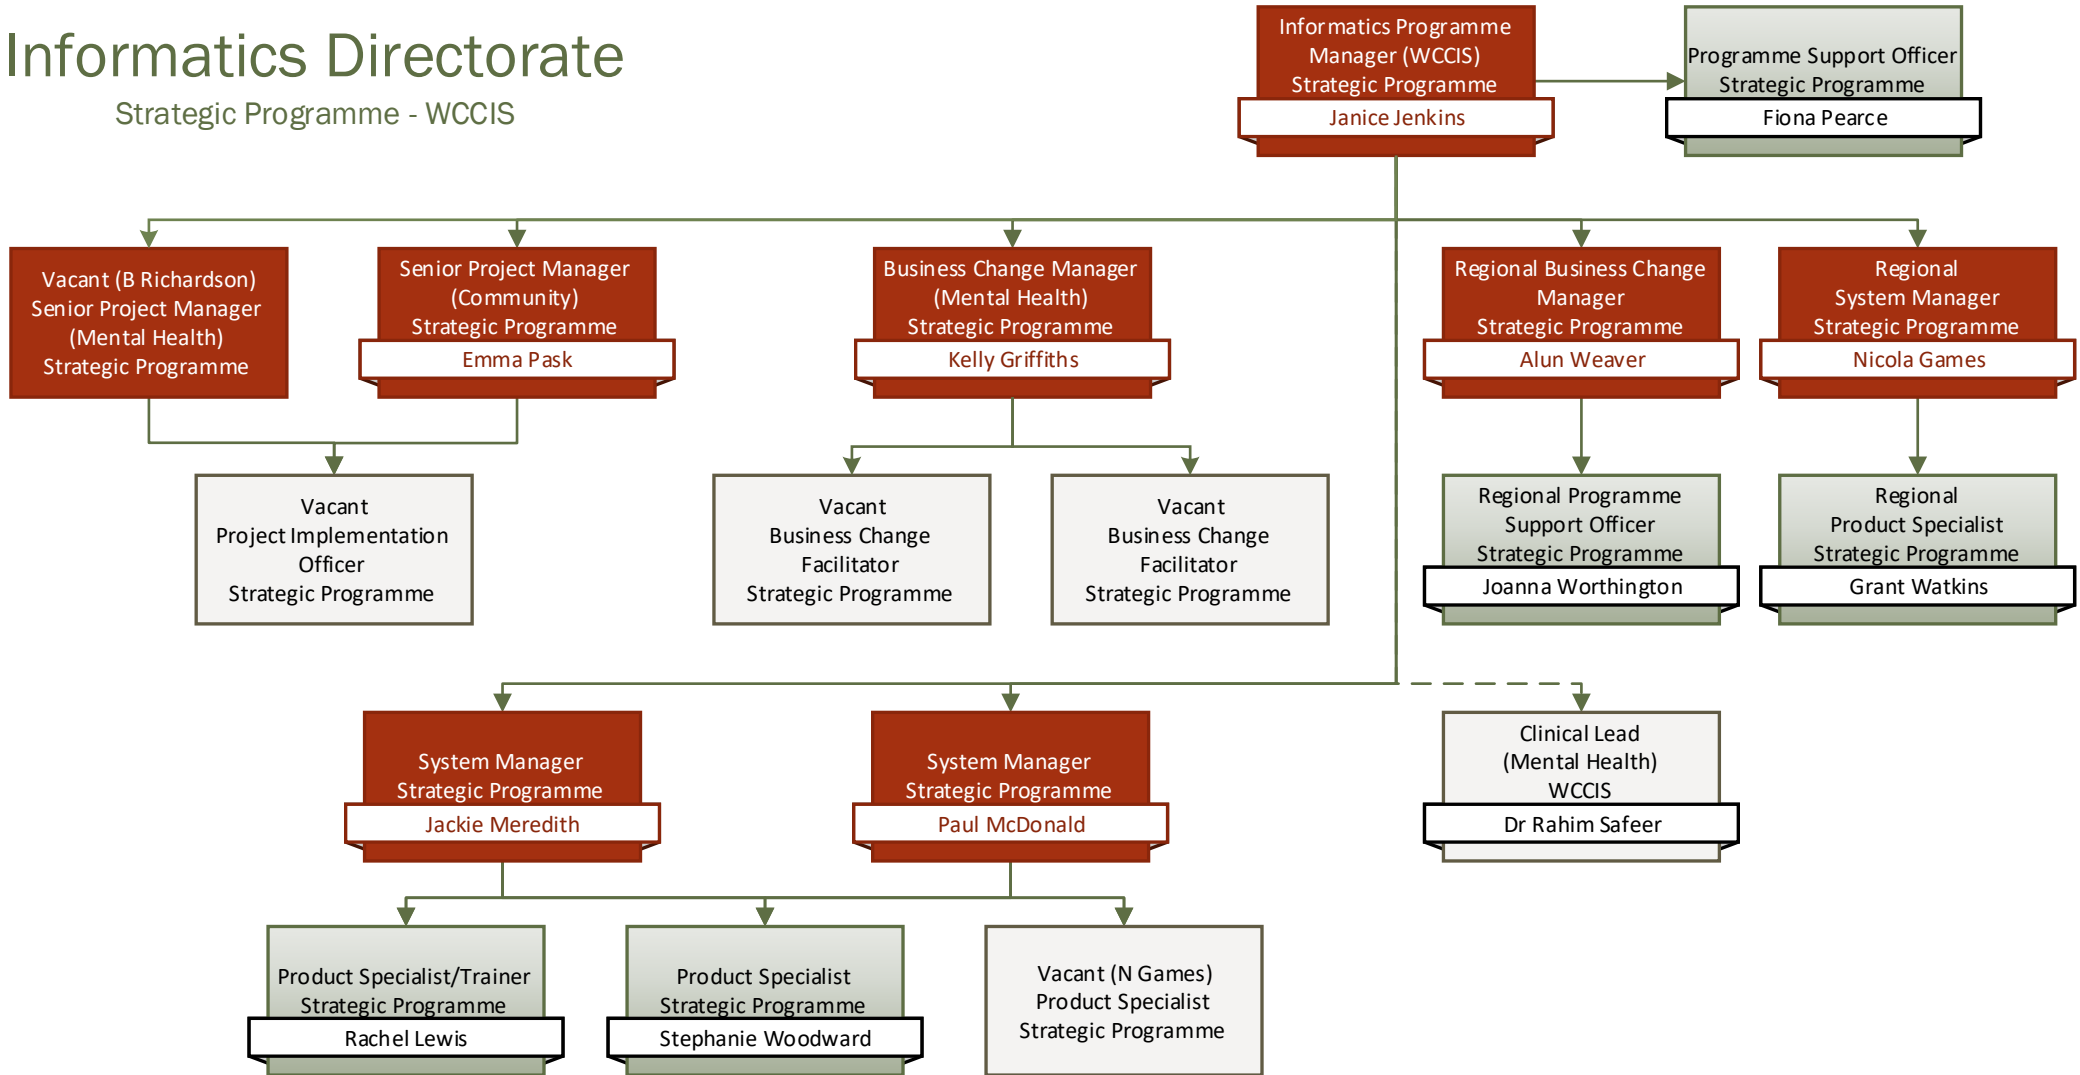 Informatics Directorate
Strategic Programme - WCCIS
Informatics Programme
Manager (WCCIS)
Strategic Programme
Janice Jenkins
Programme Support Officer
Strategic Programme
Fiona Pearce
Vacant (B Richardson)
Senior Project Manager
(Mental Health)
Strategic Programme
Senior Project Manager
(Community)
Strategic Programme
Emma Pask
Business Change Manager
(Mental Health)
Strategic Programme
Kelly Griffiths
Regional Business Change
Manager
Strategic Programme
Alun Weaver
Regional
System Manager
Strategic Programme
Nicola Games
Vacant
Project Implementation
Officer
Strategic Programme
Vacant
Business Change
Facilitator
Strategic Programme
Vacant
Business Change
Facilitator
Strategic Programme
Regional Programme
Support Officer
Strategic Programme
Joanna Worthington
Regional
Product Specialist
Strategic Programme
Grant Watkins
System Manager
Strategic Programme
Jackie Meredith
System Manager
Strategic Programme
Paul McDonald
Clinical Lead
(Mental Health)
WCCIS
Dr Rahim Safeer
Product Specialist/Trainer
Strategic Programme
Rachel Lewis
Product Specialist
Strategic Programme
Stephanie Woodward
Vacant (N Games)
Product Specialist
Strategic Programme